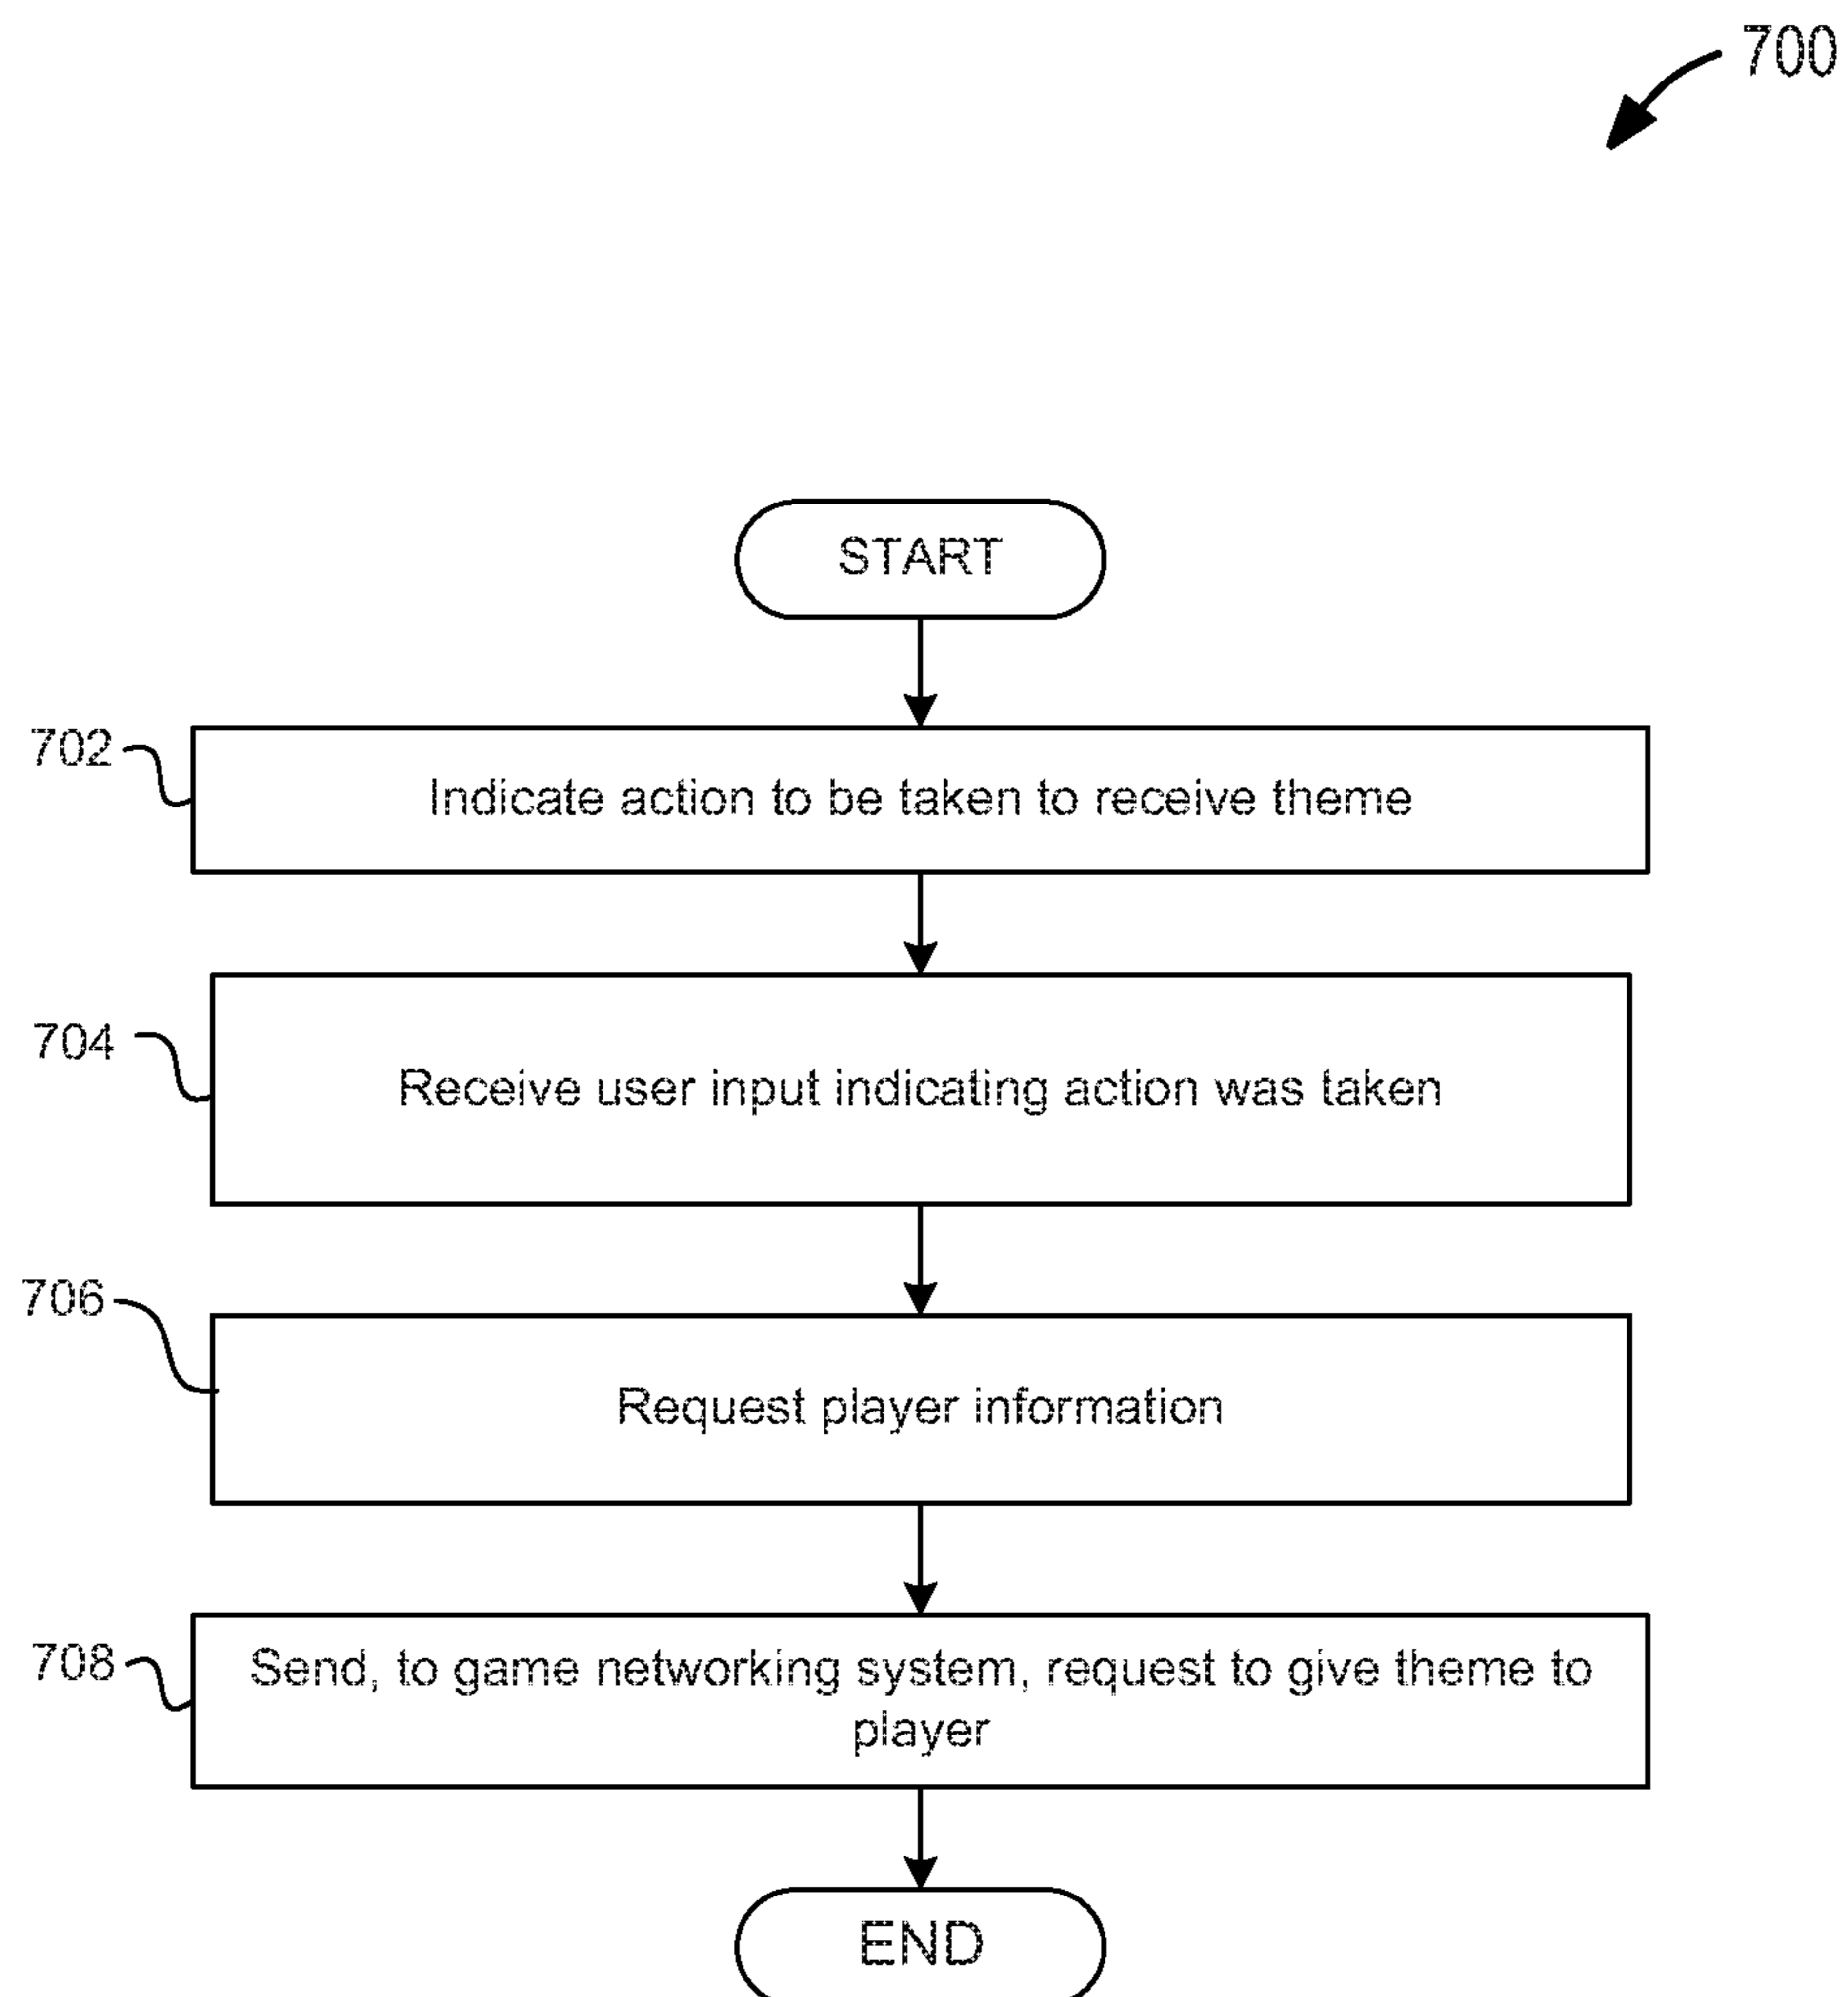 700
START
702
Indicate action to be taken to receive theme
704
Receive user input indicating action was taken
706
Request player information
708
Send, to game networking system, request to give theme to
player
END